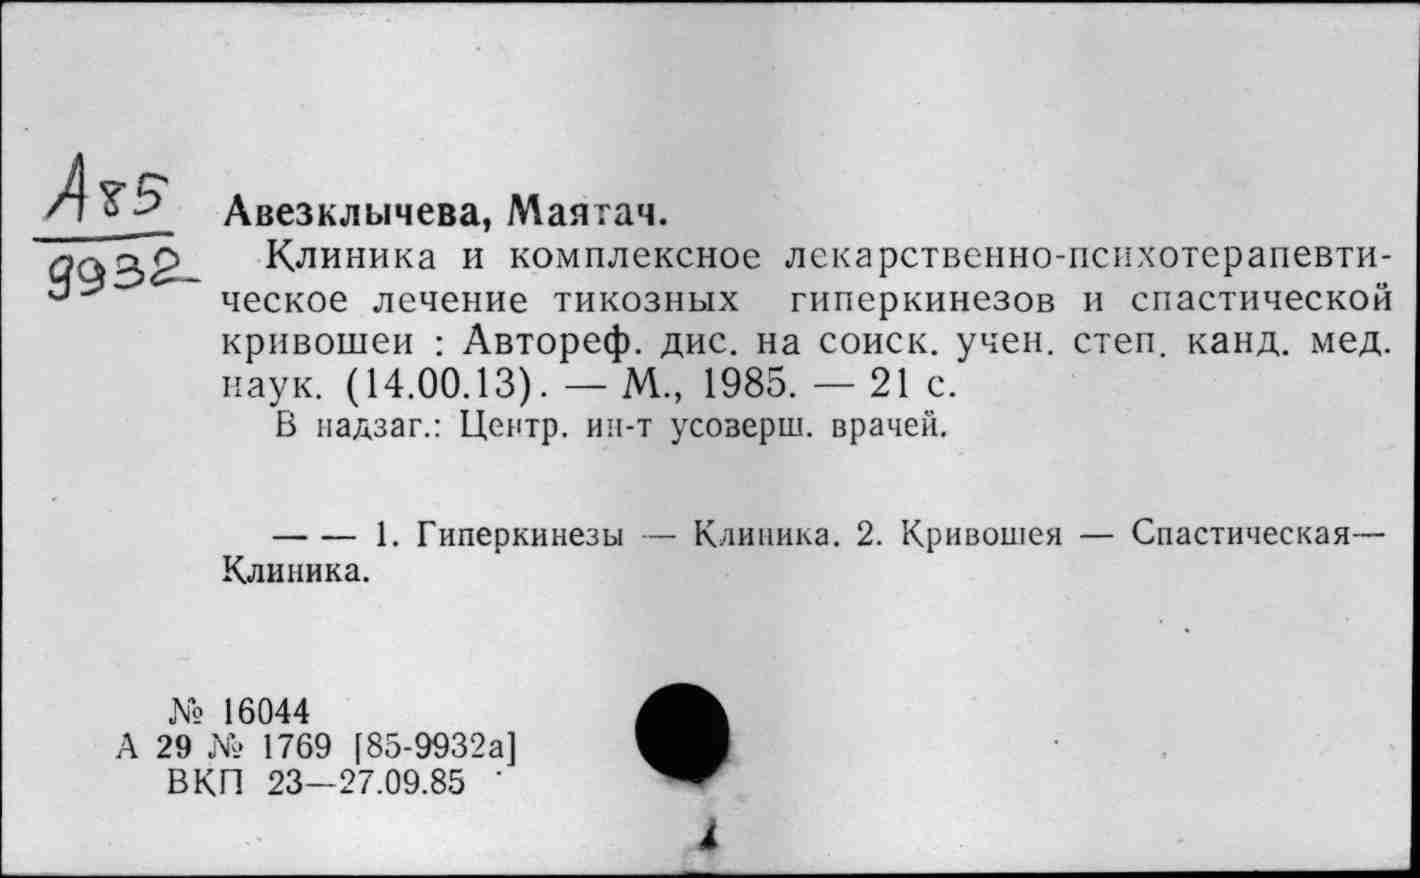 А85
9932
Авезклычева, Маятач.
Клиника и комплексное лекарственно-психотерапевти-
ческое лечение тикозных гиперкинезов и спастической
кривошеи : Автореф. дис. на соиск. учен. степ. канд. мед.
наук. (14.00.13). — М., 1985. — 21 с.
В надзаг.: Центр. ин-т усоверш. врачей.
— — 1. Гиперкинезы — Клиника. 2. Кривошея — Спастическая—
Клиника.
№ 16044
А 29 № 1769 [85-9932а]
ВКП 23—27.09.85